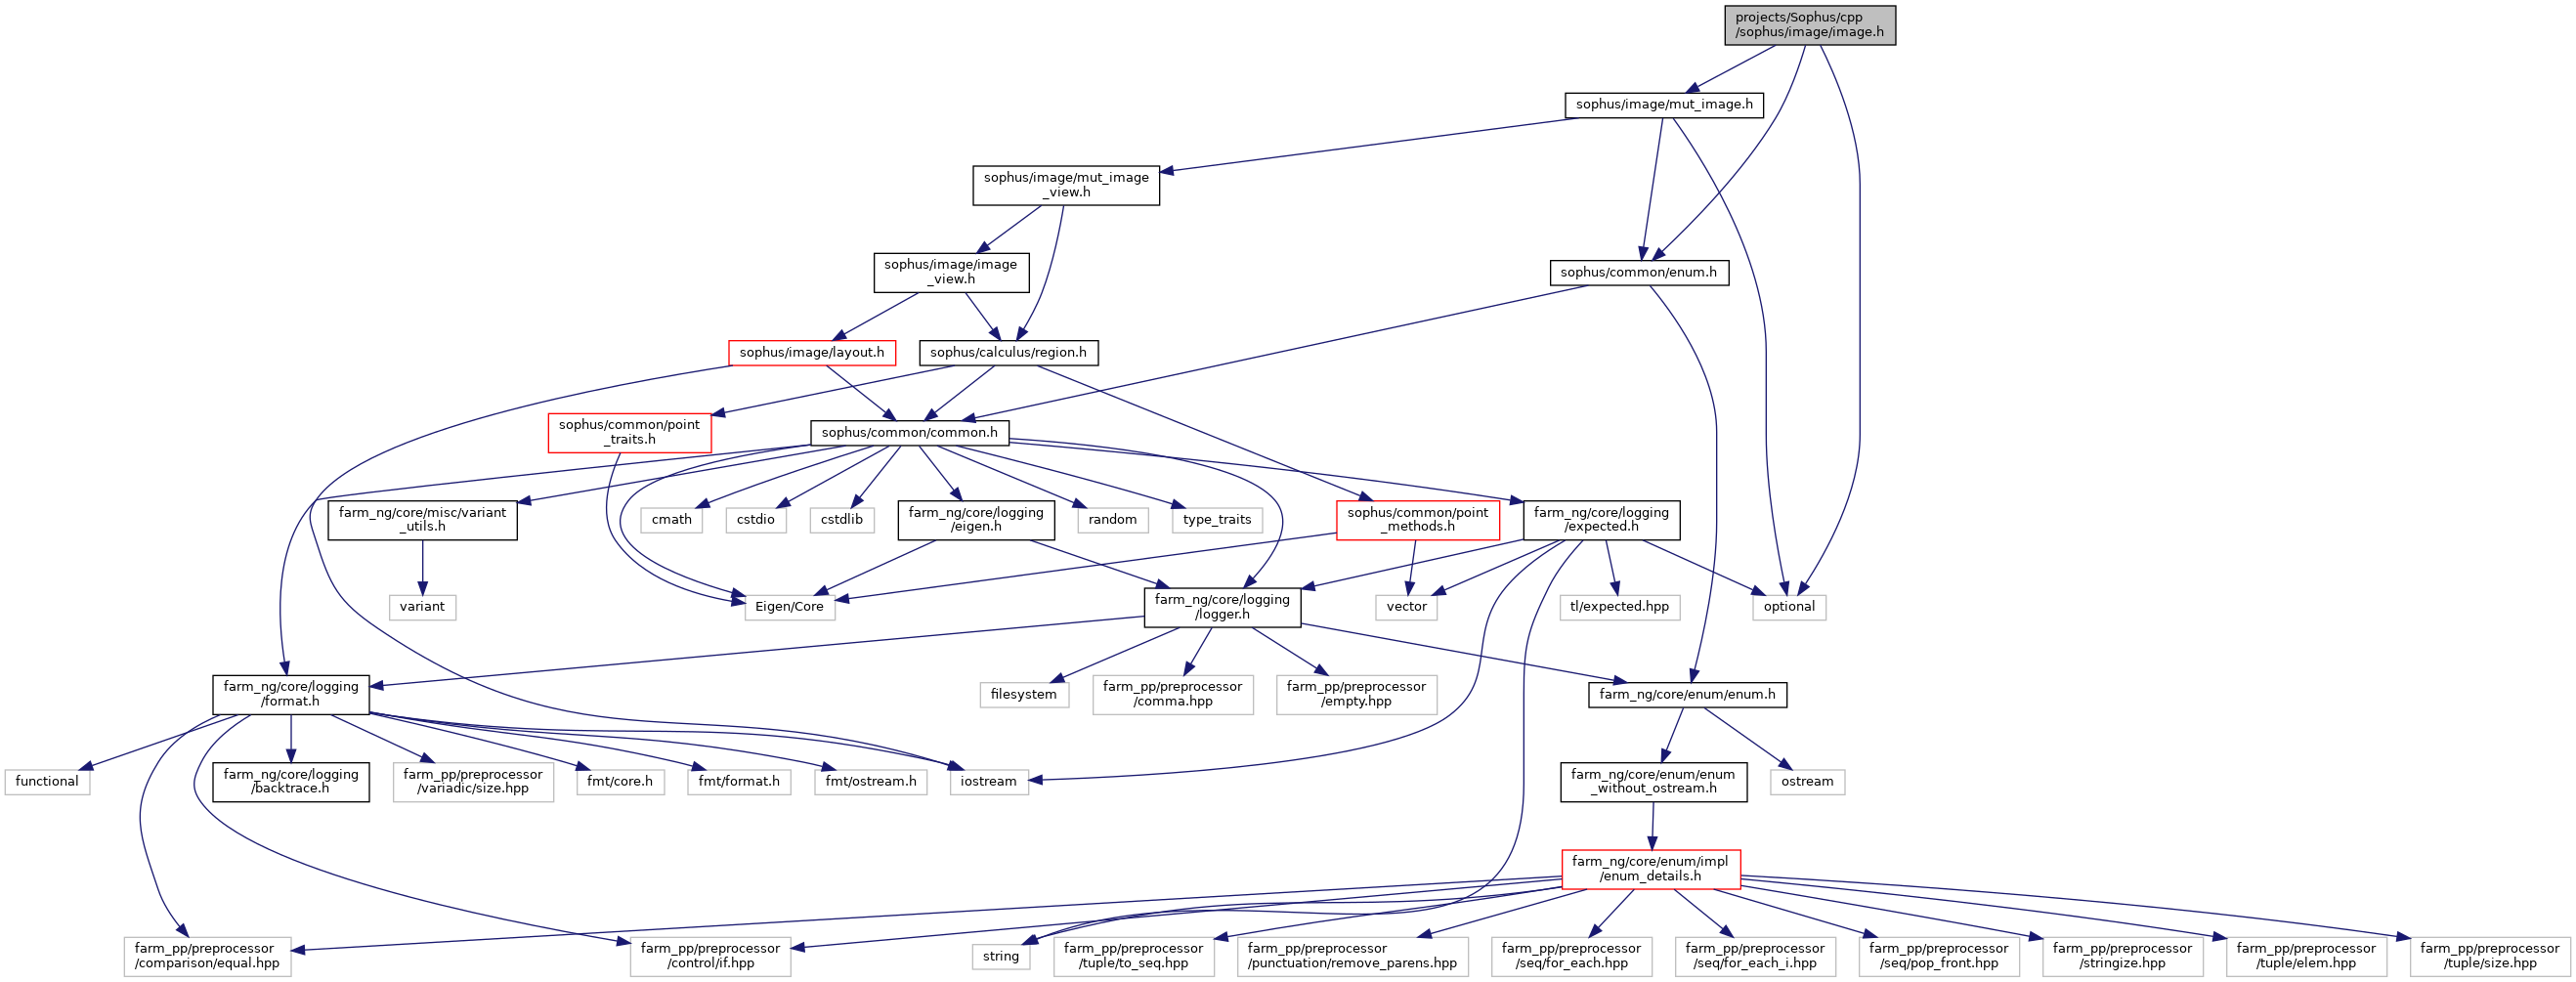 projects/Sophus/cpp
/sophus/image/image.h
sophus/image/mut_image.h
sophus/image/mut_image
_view.h
sophus/image/image
_view.h
sophus/common/enum.h
sophus/image/layout.h
sophus/calculus/region.h
sophus/common/point
_traits.h
sophus/common/common.h
farm_ng/core/misc/variant
_utils.h
cmath
cstdio
cstdlib
farm_ng/core/logging
/eigen.h
random
type_traits
sophus/common/point
_methods.h
farm_ng/core/logging
/expected.h
variant
Eigen/Core
farm_ng/core/logging
/logger.h
vector
tl/expected.hpp
optional
farm_ng/core/logging
/format.h
filesystem
farm_pp/preprocessor
/comma.hpp
farm_pp/preprocessor
/empty.hpp
farm_ng/core/enum/enum.h
functional
farm_ng/core/logging
/backtrace.h
farm_pp/preprocessor
/variadic/size.hpp
fmt/core.h
fmt/format.h
fmt/ostream.h
iostream
farm_ng/core/enum/enum
_without_ostream.h
ostream
farm_ng/core/enum/impl
/enum_details.h
farm_pp/preprocessor
/comparison/equal.hpp
farm_pp/preprocessor
/control/if.hpp
string
farm_pp/preprocessor
/tuple/to_seq.hpp
farm_pp/preprocessor
/punctuation/remove_parens.hpp
farm_pp/preprocessor
/seq/for_each.hpp
farm_pp/preprocessor
/seq/for_each_i.hpp
farm_pp/preprocessor
/seq/pop_front.hpp
farm_pp/preprocessor
/stringize.hpp
farm_pp/preprocessor
/tuple/elem.hpp
farm_pp/preprocessor
/tuple/size.hpp